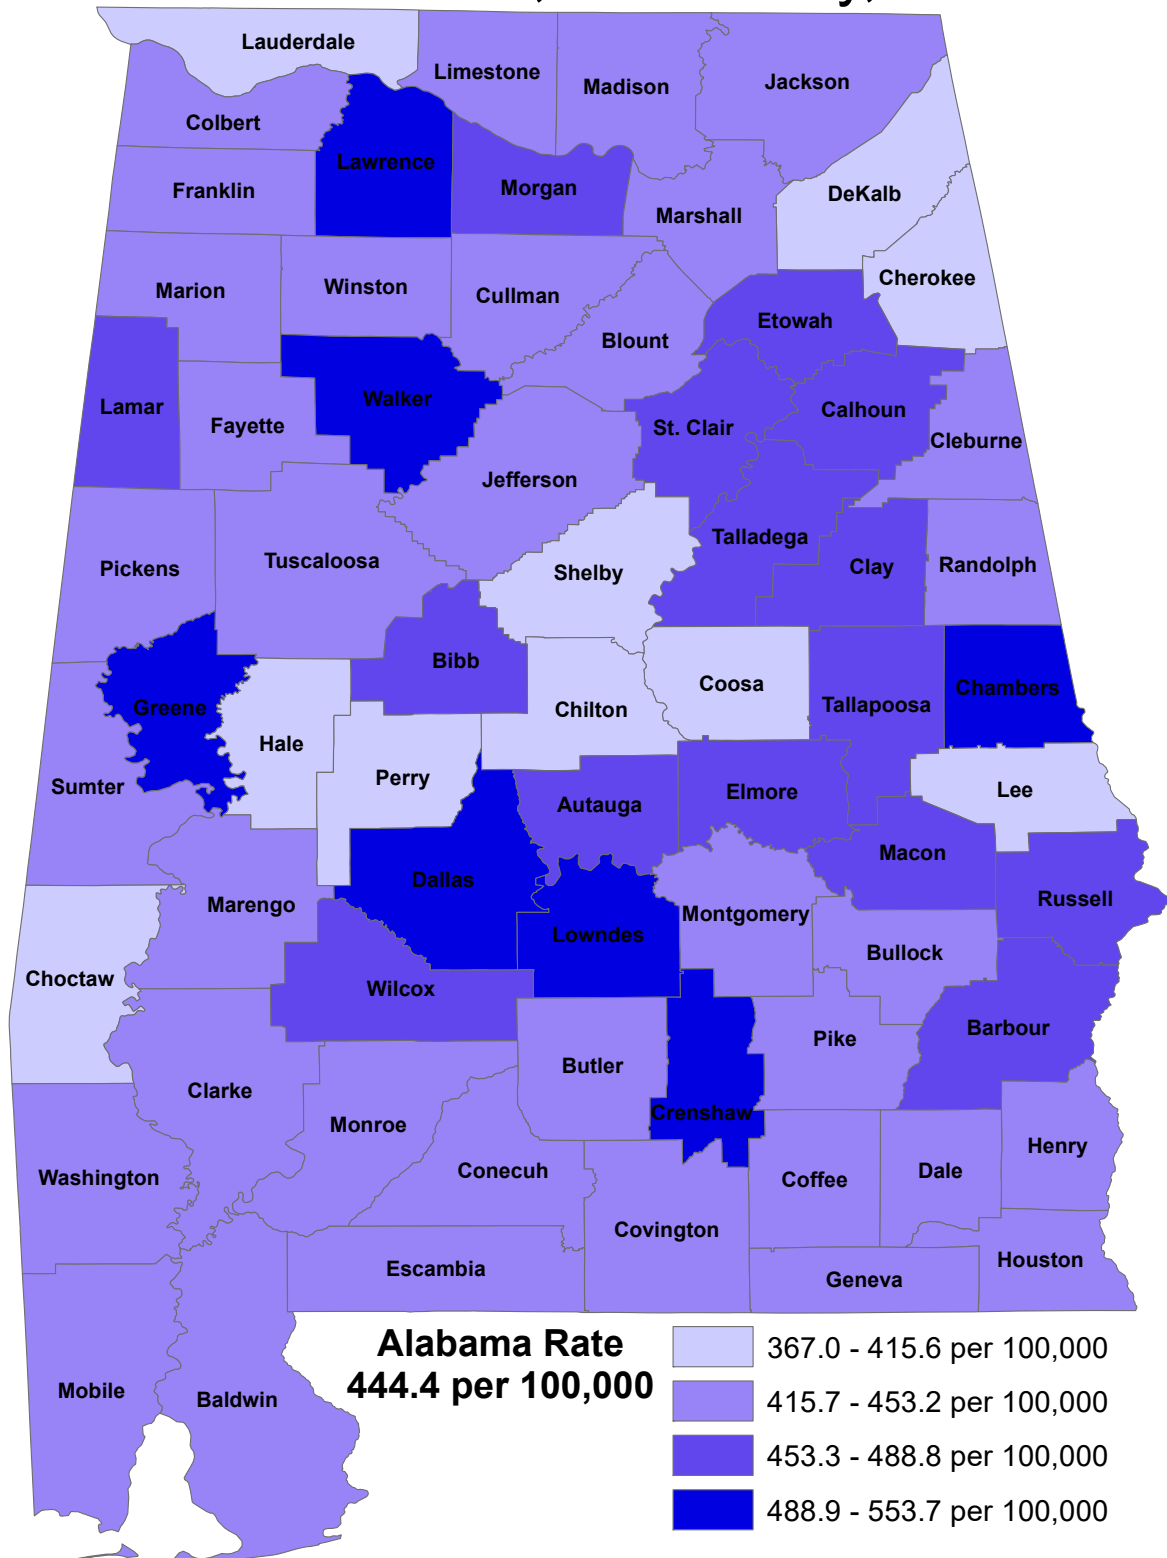 Lauderdale
Limestone
Madison
Jackson
Colbert
Lawrence
Franklin
Morgan
DeKalb
Marshall
Cherokee
Marion
Winston
Cullman
Etowah
Blount
Lamar
Walker
Fayette
St. Clair
Calhoun
Cleburne
Jefferson
Talladega
Pickens
Tuscaloosa
Shelby
Clay
Randolph
Bibb
Greene
Chilton
Coosa
Tallapoosa
Chambers
Hale
Sumter
Perry
Autauga
Elmore
Lee
Macon
Dallas
Marengo
Montgomery
Russell
Lowndes
Bullock
Choctaw
Wilcox
Barbour
Pike
Butler
Clarke
Crenshaw
Monroe
Henry
Washington
Conecuh
Coffee
Dale
Covington
Escambia
Houston
Geneva
Mobile
Baldwin
Alabama Rate
444.4 per 100,000
367.0 - 415.6 per 100,000
415.7 - 453.2 per 100,000
453.3 - 488.8 per 100,000
488.9 - 553.7 per 100,000